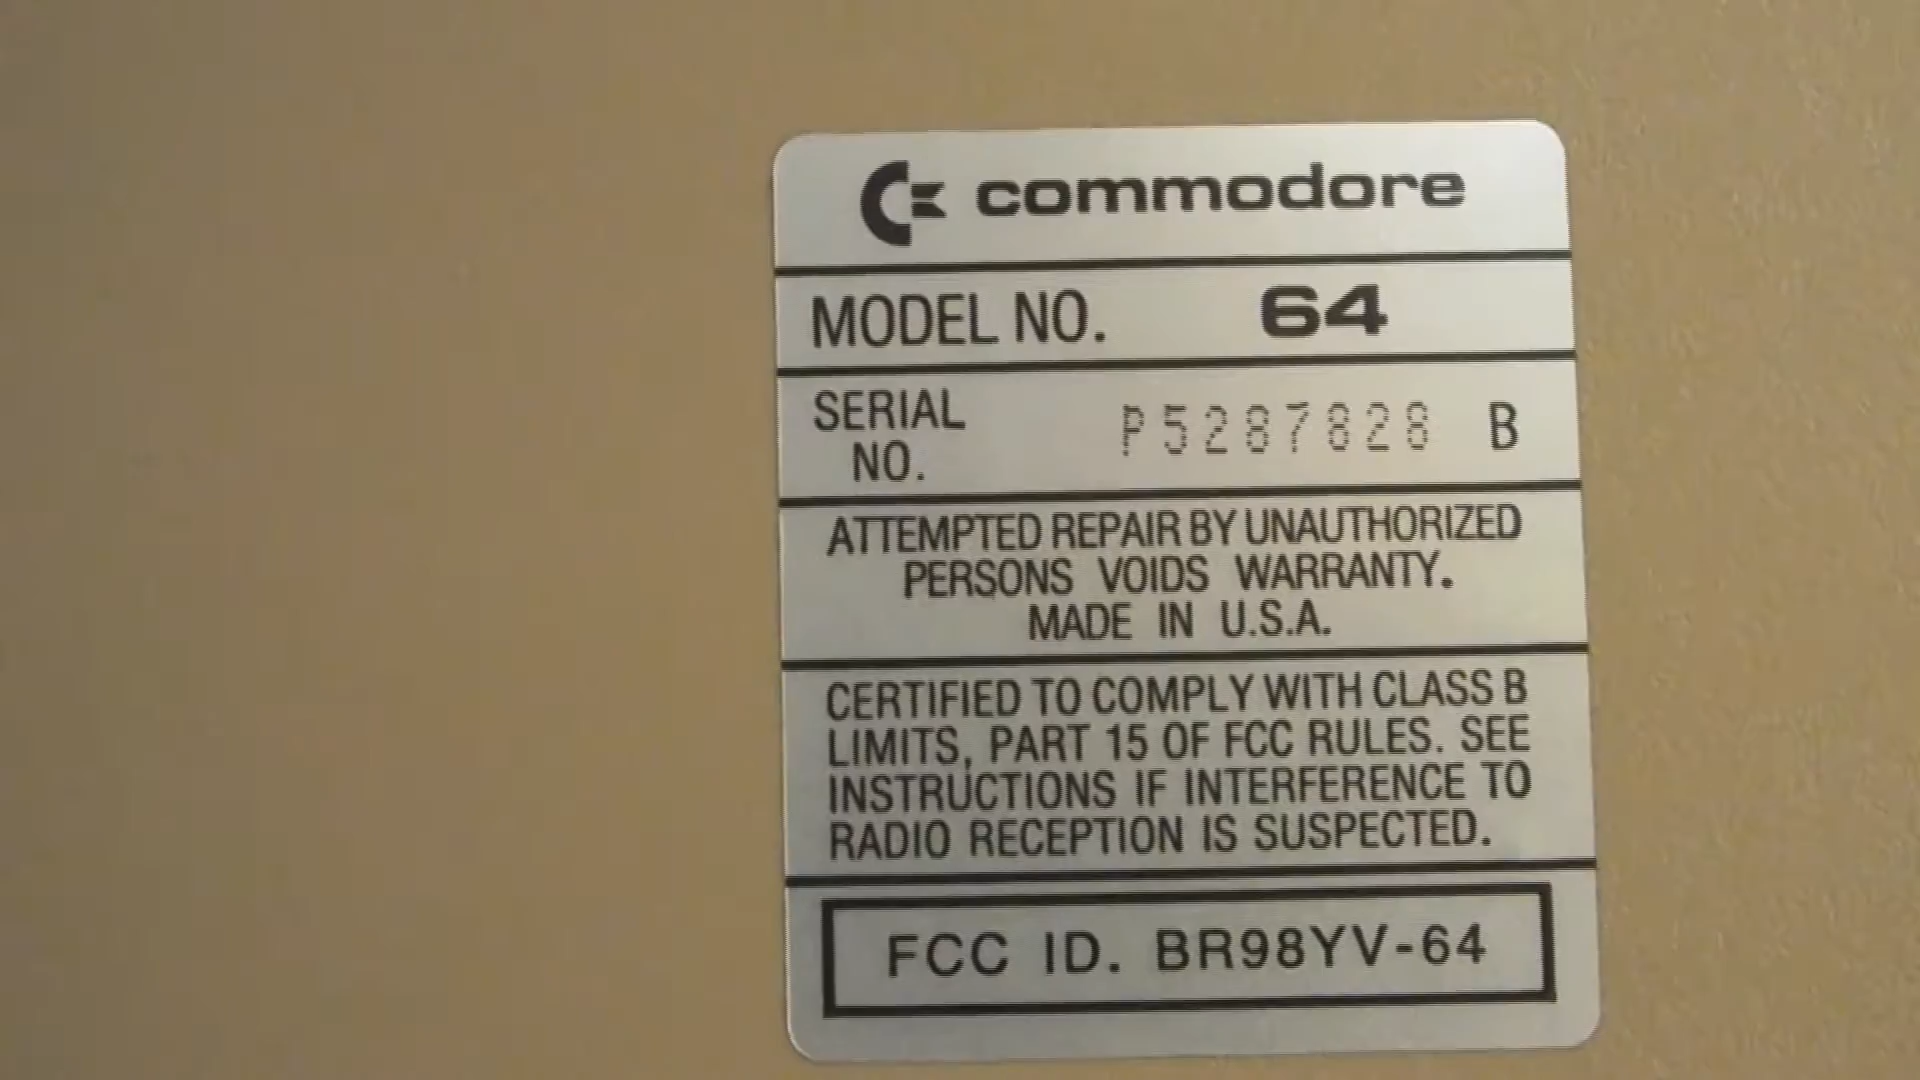 commodore
MODEL NO. 64
SERIAL NO. P5287828 B
ATTEMPTED REPAIR BY UNAUTHORIZED
PERSONS VOIDS WARRANTY.
MADE IN U.S.A.
CERTIFIED TO COMPLY WITH CLASS B
LIMITS, PART 15 OF FCC RULES. SEE
INSTRUCTIONS IF INTERFERENCE TO
RADIO RECEPTION IS SUSPECTED.
FCC ID. BR98YV-64